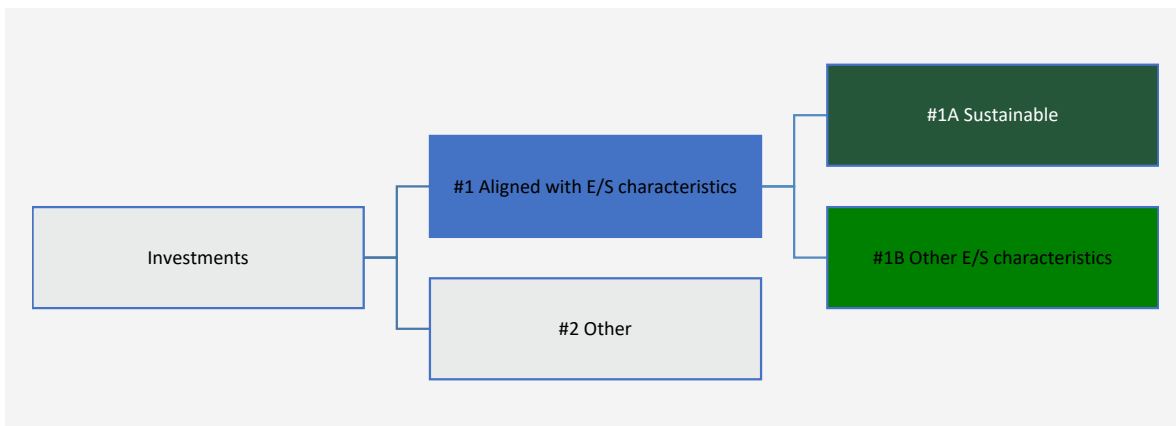 Investments
#1 Aligned with E/S characteristics
#2 Other
#1A Sustainable
#1B Other E/S characteristics